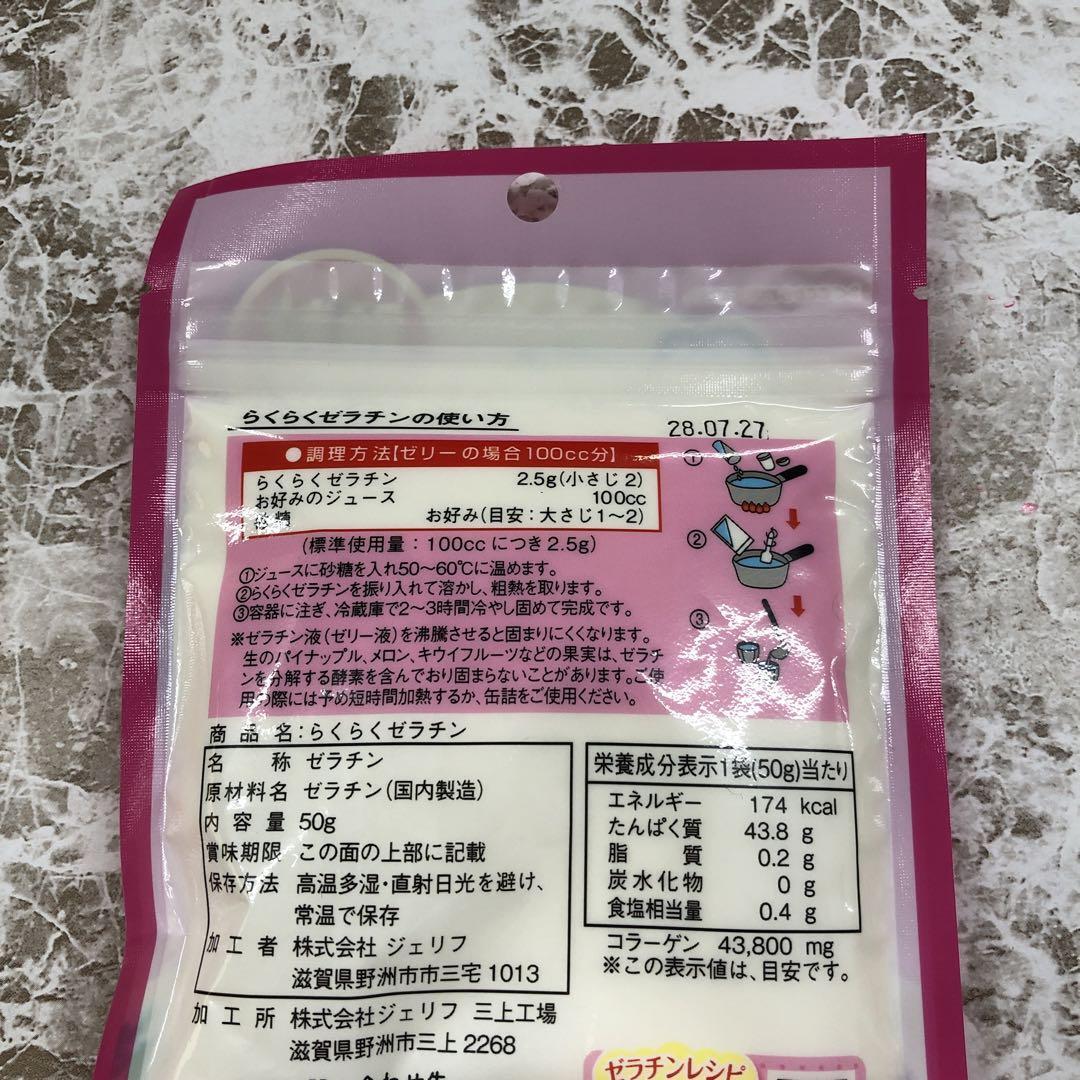 らくらくゼラチンの使い方
28.07.27
●調理方法【ゼリーの場合100cc分】
らくらくゼラチン 2.5g(小さじ2)
お好みのジュース 100cc
砂糖 お好み(目安:大さじ1〜2)
(標準使用量:100ccにつき2.5g)
①ジュースに砂糖を入れ50〜60℃に温めます。
②らくらくゼラチンを振り入れて溶かし、粗熱を取ります。
③容器に注ぎ、冷蔵庫で2〜3時間冷やし固めて完成です。
※ゼラチン液(ゼリー液)を沸騰させると固まりにくくなります。
生のパイナップル、メロン、キウイフルーツなどの果実は、ゼラチ
ンを分解する酵素を含んでおり固まらないことがあります。ご使
用の際には予め短時間加熱するか、缶詰をご使用ください。
①
②
③
商品名:らくらくゼラチン
名称 ゼラチン
原材料名 ゼラチン(国内製造)
内容量 50g
賞味期限 この面の上部に記載
保存方法 高温多湿・直射日光を避け、
常温で保存
加工者 株式会社 ジェリフ
滋賀県野洲市市三宅1013
加工所 株式会社ジェリフ 三上工場
滋賀県野洲市三上2268
栄養成分表示1袋(50g)当たり
エネルギー 174 kcal
たんぱく質 43.8 g
脂質 0.2 g
炭水化物 0 g
食塩相当量 0.4 g
コラーゲン 43,800 mg
※この表示値は、目安です。
ゼラチンレシピ